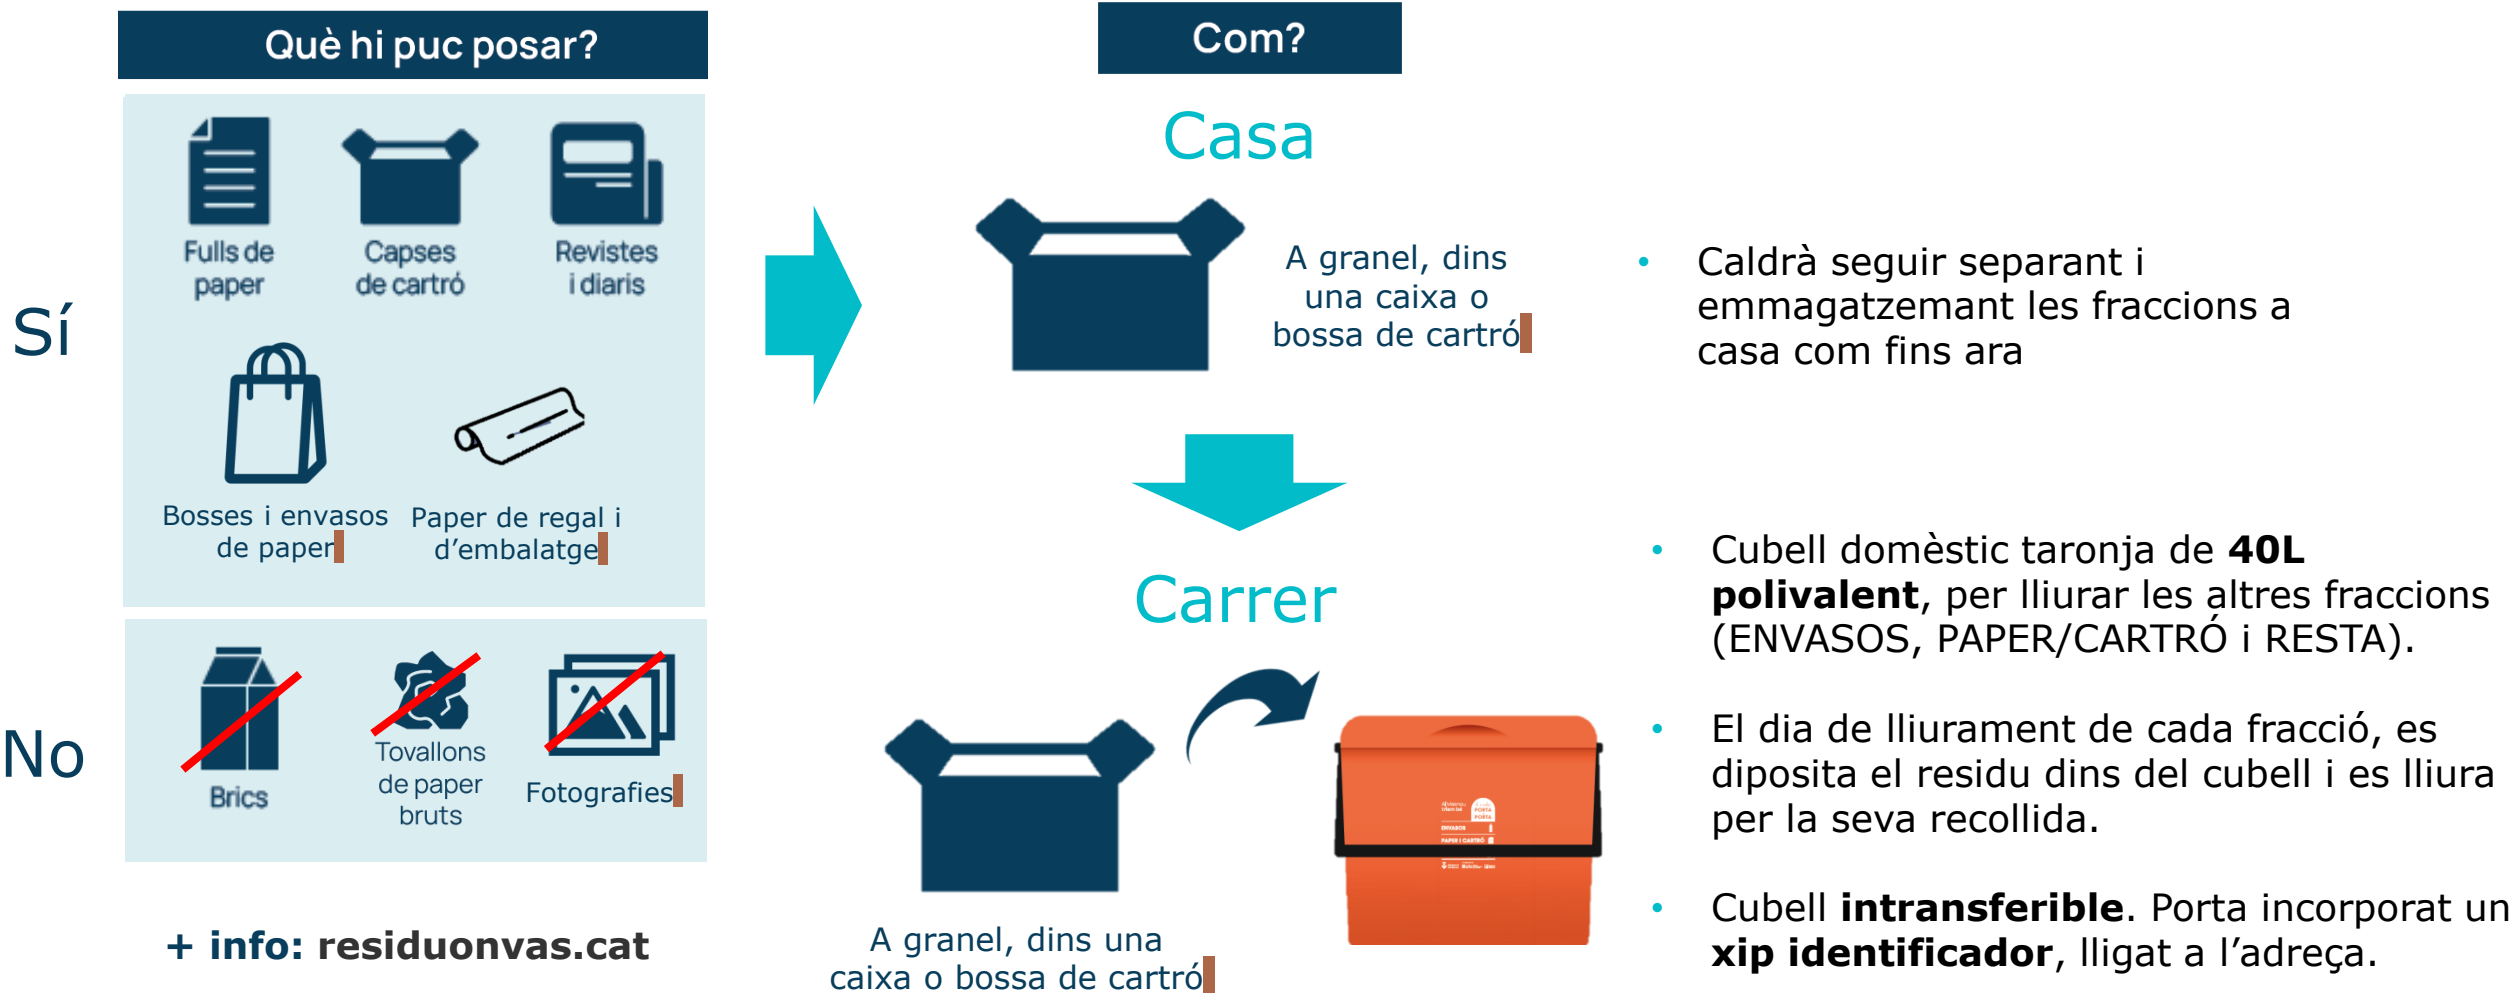 Què hi puc posar?
Sí
Fulls de
paper
Capses
de cartró
Revistes
i diaris
Bosses i envasos
de paper
Paper de regal i
d’embalatge
No
Brics
Tovallons
de paper
bruts
Fotografies
+ info: residuonvas.cat
Com?
Casa
A granel, dins
una caixa o
bossa de cartró
• Caldrà seguir separant i
emmagatzemant les fraccions a
casa com fins ara
Carrer
A granel, dins una
caixa o bossa de cartró
PORTA
PORTA
ENVASOS
PAPER I CARTRÓ
• Cubell domèstic taronja de 40L
polivalent, per lliurar les altres fraccions
(ENVASOS, PAPER/CARTRÓ i RESTA).
• El dia de lliurament de cada fracció, es
diposita el residu dins del cubell i es lliura
per la seva recollida.
• Cubell intransferible. Porta incorporat un
xip identificador, lligat a l’adreça.